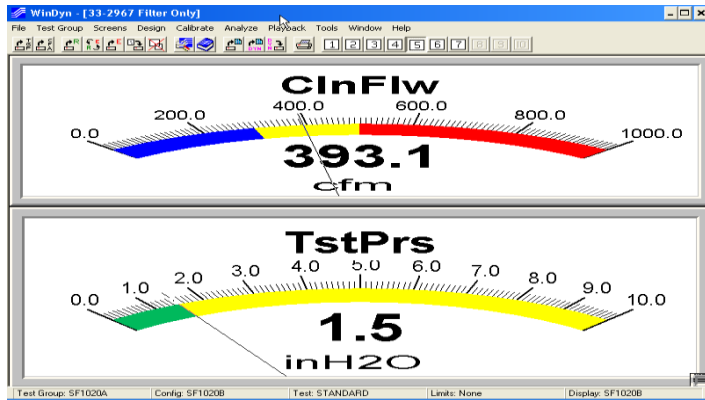 WinDyn - [33-2967 Filter Only]
File Test Group Screens Design Calibrate Analyze Playback Tools Window Help
1 2 3 4 5 6 7 8 9 10
ClnFlw
0.0 200.0 400.0 600.0 800.0 1000.0
393.1
cfm
TstPrs
0.0 1.0 2.0 3.0 4.0 5.0 6.0 7.0 8.0 9.0 10.0
1.5
inH2O
Test Group: SF1020A Config: SF1020B Test: STANDARD Limits: None Display: SF1020B